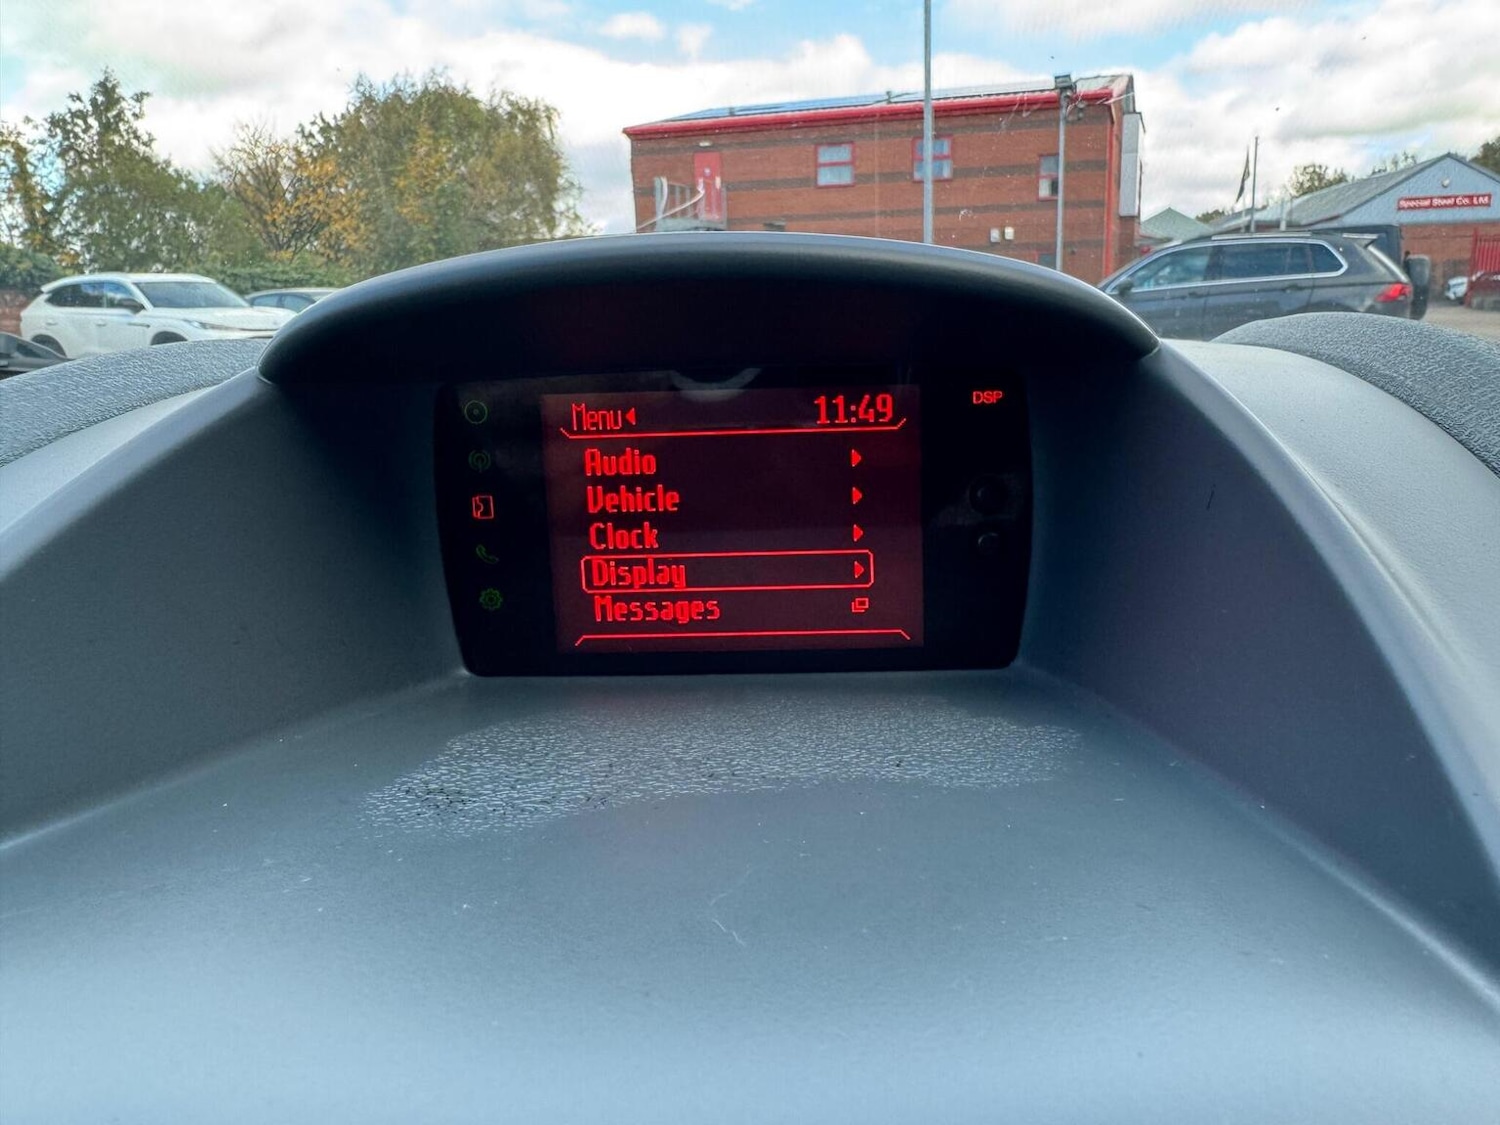 Special Steel Co. Ltd.
DSP
Menu 11:49
Audio
Vehicle
Clock
Display
Messages